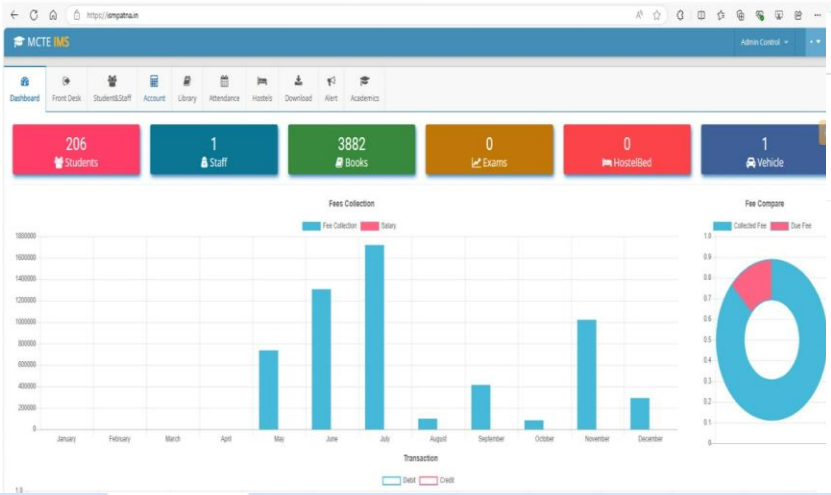 https://ismpatna.in
MCTE IMS
Admin Control
Dashboard Front Desk Student&Staff Account Library Attendance Hostels Download Alert Academics
206 1 3882 0 0 1
Students Staff Books Exams HostelBed Vehicle
Fees Collection
Fee Collection Salary
1800000
1600000
1400000
1200000
1000000
800000
600000
400000
200000
0
January February March April May June July August September October November December
Fee Compare
Collected Fee Due Fee
1.0
0.9
0.8
0.7
0.6
0.5
0.4
0.3
0.2
0.1
0
Transaction
Debt Credit
1.0